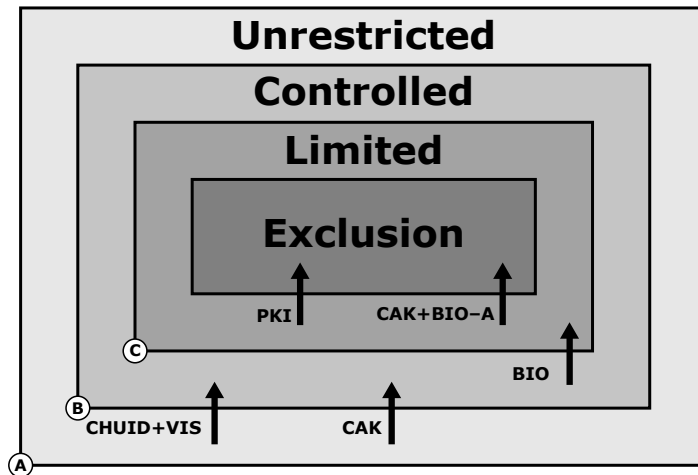 Unrestricted
Controlled
Limited
Exclusion
PKI
CAK+BIO–A
C
BIO
B
CHUID+VIS
CAK
A